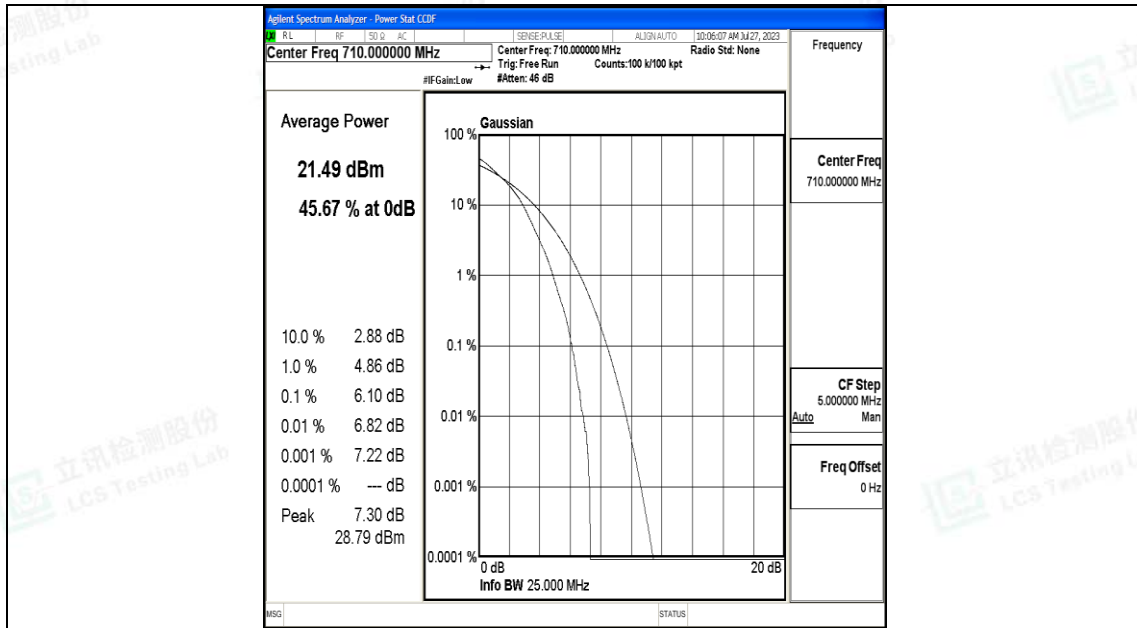 Agilent Spectrum Analyzer - Power Stat CCDF
RL RF 50 Ω AC SENSE:PULSE ALIGN AUTO 10:06:07 AM Jul 27, 2023
Center Freq 710.000000 MHz
Center Freq: 710.000000 MHz Radio Std: None
Trig: Free Run Counts:100 k/100 kpt
#IFGain:Low #Atten: 46 dB
Frequency
Average Power
21.49 dBm
45.67 % at 0dB
10.0 % 2.88 dB
1.0 % 4.86 dB
0.1 % 6.10 dB
0.01 % 6.82 dB
0.001 % 7.22 dB
0.0001 % --- dB
Peak 7.30 dB
28.79 dBm
Gaussian
100 %
10 %
1 %
0.1 %
0.01 %
0.001 %
0.0001 %
0 dB 20 dB
Info BW 25.000 MHz
Center Freq
710.000000 MHz
CF Step
5.000000 MHz
Auto Man
Freq Offset
0 Hz
MSG STATUS
立讯检测股份
LCS Testing Lab